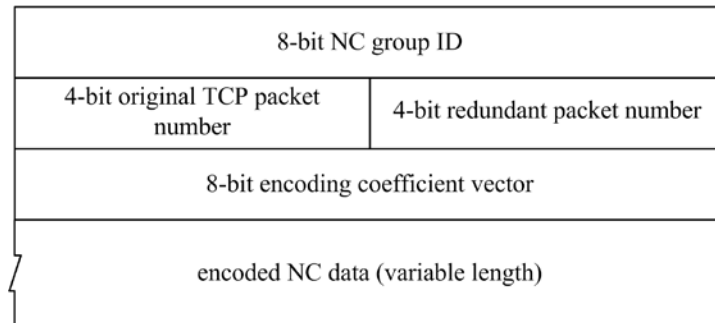 8-bit NC group ID
4-bit original TCP packet
number
4-bit redundant packet number
8-bit encoding coefficient vector
encoded NC data (variable length)